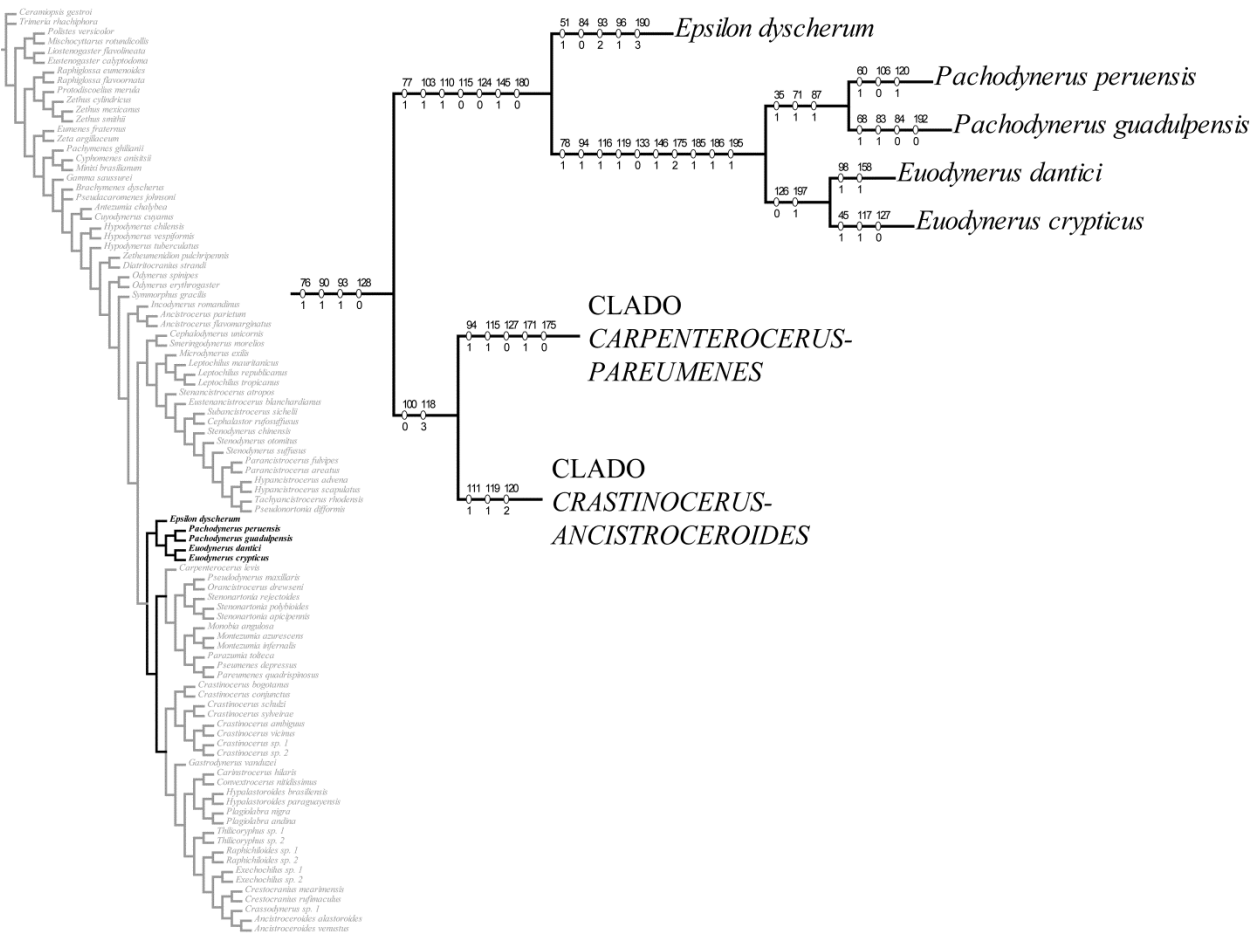 Ceramiopsis gestroi
Trimeria rhachiphora
Polistes versicolor
Mischocyttarus rotundicollis
Liostenogaster flavolineata
Eustenogaster calyptodoma
Raphiglossa eumenoides
Raphiglossa flavoornata
Protodiscoelius merula
Zethus cylindricus
Zethus mexicanus
Zethus smithii
Eumenes fraternus
Zeta argillaceum
Pachymenes ghilianii
Cyphomenes anisitsii
Minixi brasilianum
Gamma saussurei
Brachymenes dyscherus
Pseudacaromenes johnsoni
Antezumia chalybea
Cuyodynerus cuyanus
Hypodynerus chilensis
Hypodynerus vespiformis
Hypodynerus tuberculatus
Zetheumenidion pulchripennis
Diatritocranius strandi
Odynerus spinipes
Odynerus erythrogaster
Symmorphus gracilis
Incodynerus romandinus
Ancistrocerus parietum
Ancistrocerus flavomarginatus
Cephalodynerus unicornis
Smeringodynerus morelios
Microdynerus exilis
Leptochilus mauritanicus
Leptochilus republicanus
Leptochilus tropicanus
Stenancistrocerus atropos
Eustenancistrocerus blanchardianus
Subancistrocerus sichelii
Cephalastor rufosuffusus
Stenodynerus chinensis
Stenodynerus otomitus
Stenodynerus suffusus
Parancistrocerus fulvipes
Parancistrocerus areatus
Hypancistrocerus advena
Hypancistrocerus scapulatus
Tachyancistrocerus rhodensis
Pseudonortonia difformis
Epsilon dyscherum
Pachodynerus peruensis
Pachodynerus guadulpensis
Euodynerus dantici
Euodynerus crypticus
Carpenterocerus levis
Pseudodynerus maxillaris
Orancistrocerus drewseni
Stenonartonia rejectoides
Stenonartonia polybioides
Stenonartonia apicipennis
Monobia angulosa
Montezumia azurescens
Montezumia infernalis
Parazumia tolteca
Pseumenes depressus
Pareumenes quadrispinosus
Crastinocerus bogotanus
Crastinocerus conjunctus
Crastinocerus schulzi
Crastinocerus sylveirae
Crastinocerus ambiguus
Crastinocerus vicinus
Crastinocerus sp. 1
Crastinocerus sp. 2
Gastrodynerus vanduzei
Carinstrocerus hilaris
Convextrocerus nitidissimus
Hypalastoroides brasiliensis
Hypalastoroides paraguayensis
Plagiolabra nigra
Plagiolabra andina
Thilicoryphus sp. 1
Thilicoryphus sp. 2
Raphichiloides sp. 1
Raphichiloides sp. 2
Exechochilus sp. 1
Exechochilus sp. 2
Crestocranius mearimensis
Crestocranius rufimaculus
Crassodynerus sp. 1
Ancistroceroides alastoroides
Ancistroceroides venustus
76 90 93 128
1 1 1 0
77 103 110 115 124 145 180
1 1 1 0 0 1 0
51 84 93 96 190
1 0 2 1 3
Epsilon dyscherum
78 94 116 119 133 146 175 185 186 195
1 1 1 1 0 1 2 1 1 1
35 71 87
1 1 1
60 106 120
1 0 1
Pachodynerus peruensis
68 83 84 192
1 1 0 0
Pachodynerus guadulpensis
126 197
0 1
98 158
1 1
Euodynerus dantici
45 117 127
1 1 0
Euodynerus crypticus
100 118
0 3
94 115 127 171 175
1 1 0 1 0
CLADO
CARPENTEROCERUS-
PAREUMENES
111 119 120
1 1 2
CLADO
CRASTINOCERUS-
ANCISTROCEROIDES